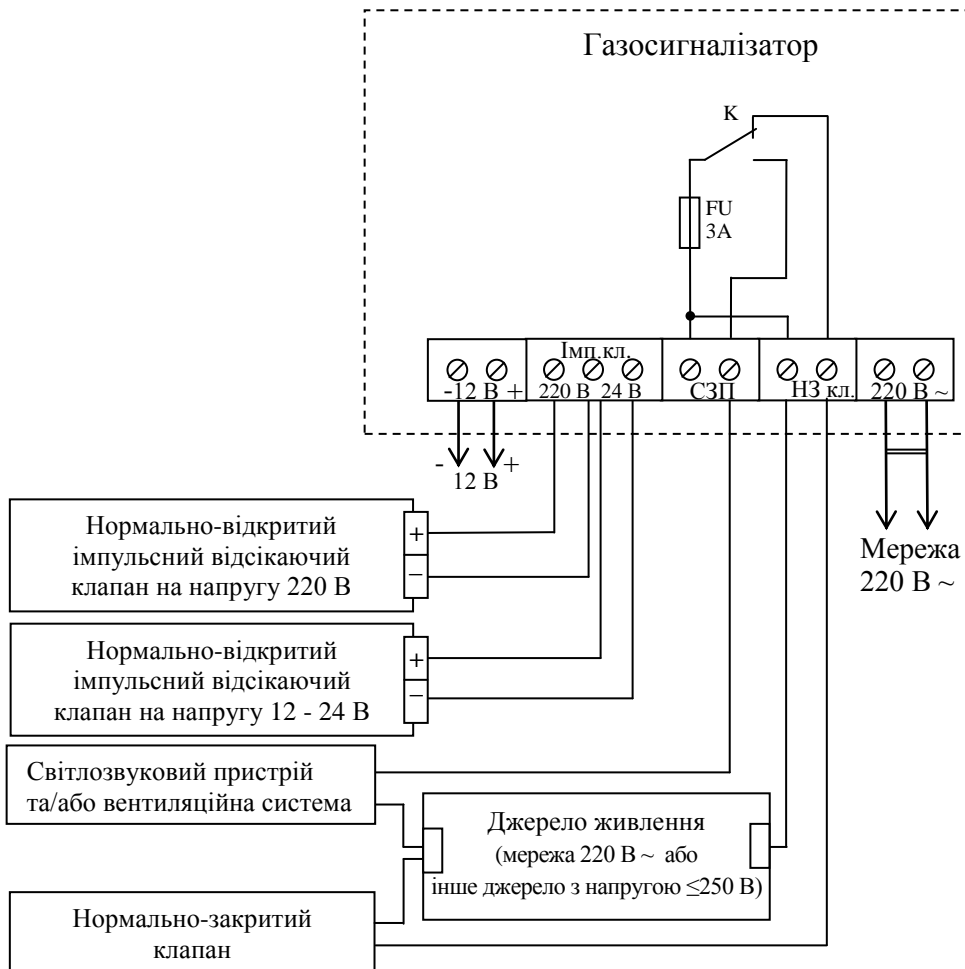 Газосигналізатор
K
FU
3А
Імп.кл.
-12 В +
220 В 24 В
СЗП
НЗ кл.
220 В ~
- +
12 В
Мережа
220 В ~
Нормально-відкритий
імпульсний відсікаючий
клапан на напругу 220 В
+
−
Нормально-відкритий
імпульсний відсікаючий
клапан на напругу 12 - 24 В
+
−
Світлозвуковий пристрій
та/або вентиляційна система
Джерело живлення
(мережа 220 В ~ або
інше джерело з напругою ≤250 В)
Нормально-закритий
клапан